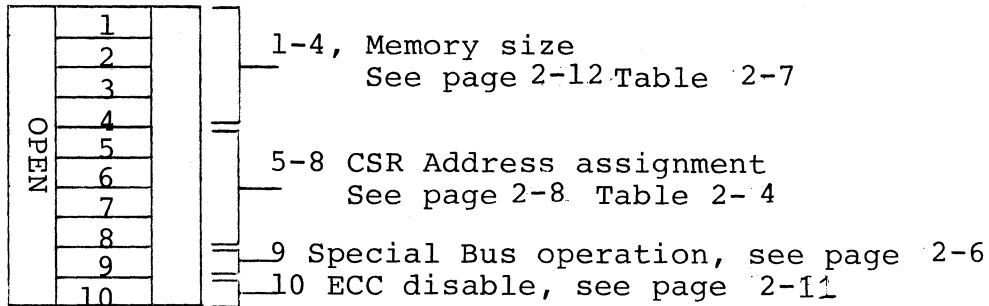 OPEN
1
2
3
4
5
6
7
8
9
10
1-4, Memory size
See page 2-12 Table 2-7
5-8 CSR Address assignment
See page 2-8 Table 2-4
9 Special Bus operation, see page 2-6
10 ECC disable, see page 2-11